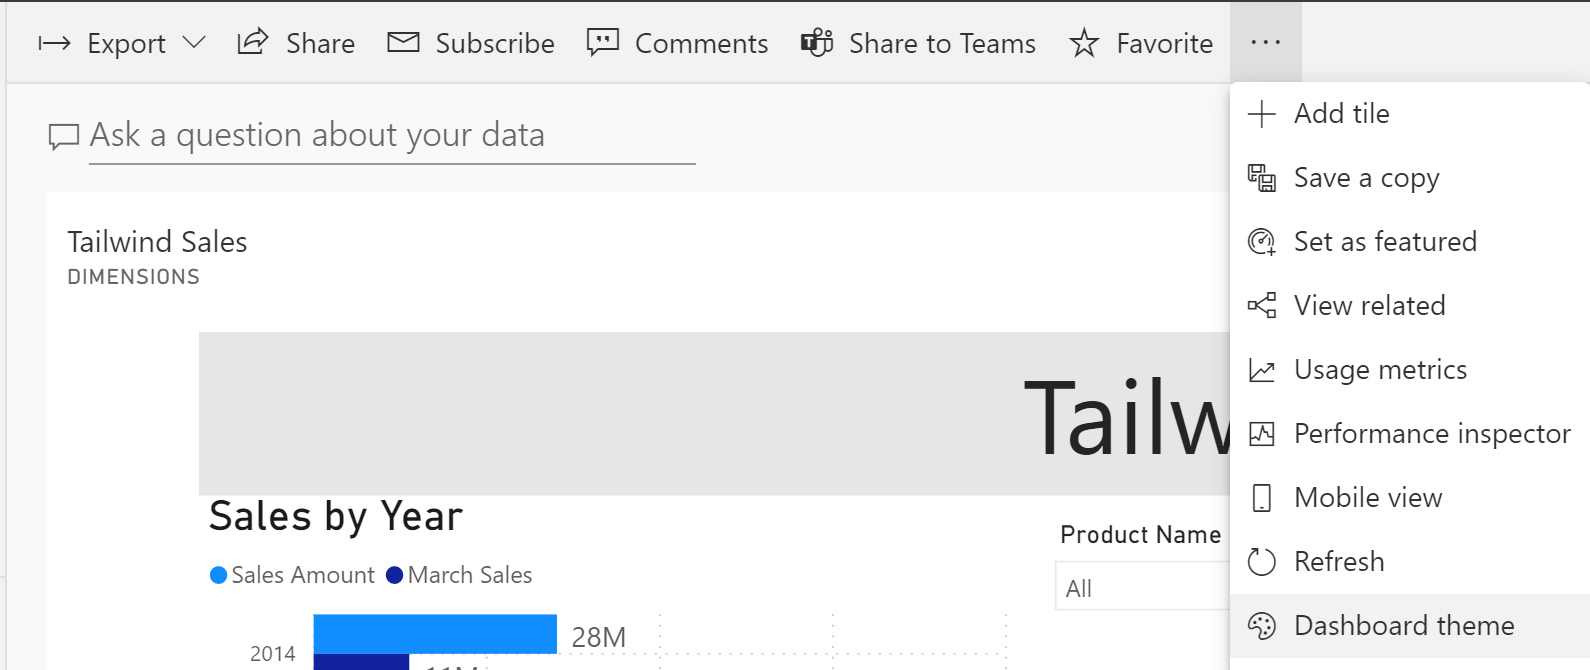 Export Share Subscribe Comments Share to Teams Favorite ...
Ask a question about your data
Tailwind Sales
DIMENSIONS
Sales by Year
Sales Amount March Sales
2014
28M
Product Name
All
Add tile
Save a copy
Set as featured
View related
Usage metrics
Performance inspector
Mobile view
Refresh
Dashboard theme